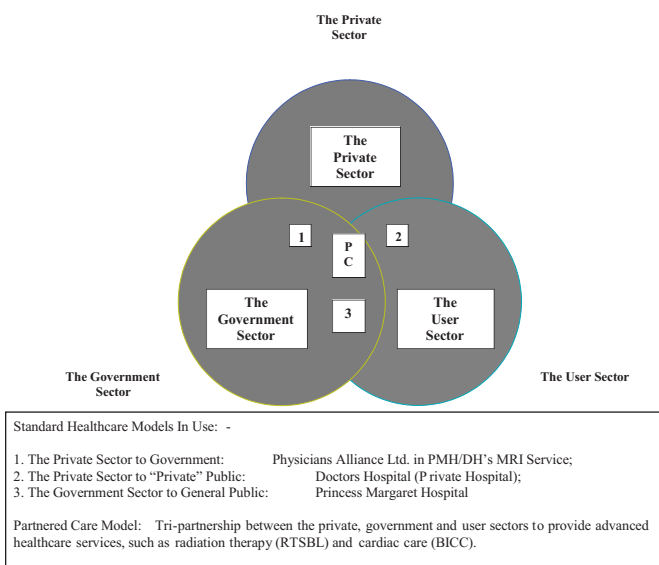 The Private
Sector
The
Private
Sector
1
2
P
C
The
Government
Sector
3
The
User
Sector
The Government
Sector
The User Sector
Standard Healthcare Models In Use: -
1. The Private Sector to Government: Physicians Alliance Ltd. in PMH/DH's MRI Service;
2. The Private Sector to “Private” Public: Doctors Hospital (Private Hospital);
3. The Government Sector to General Public: Princess Margaret Hospital
Partnered Care Model: Tri-partnership between the private, government and user sectors to provide advanced
healthcare services, such as radiation therapy (RTSBL) and cardiac care (BICC).